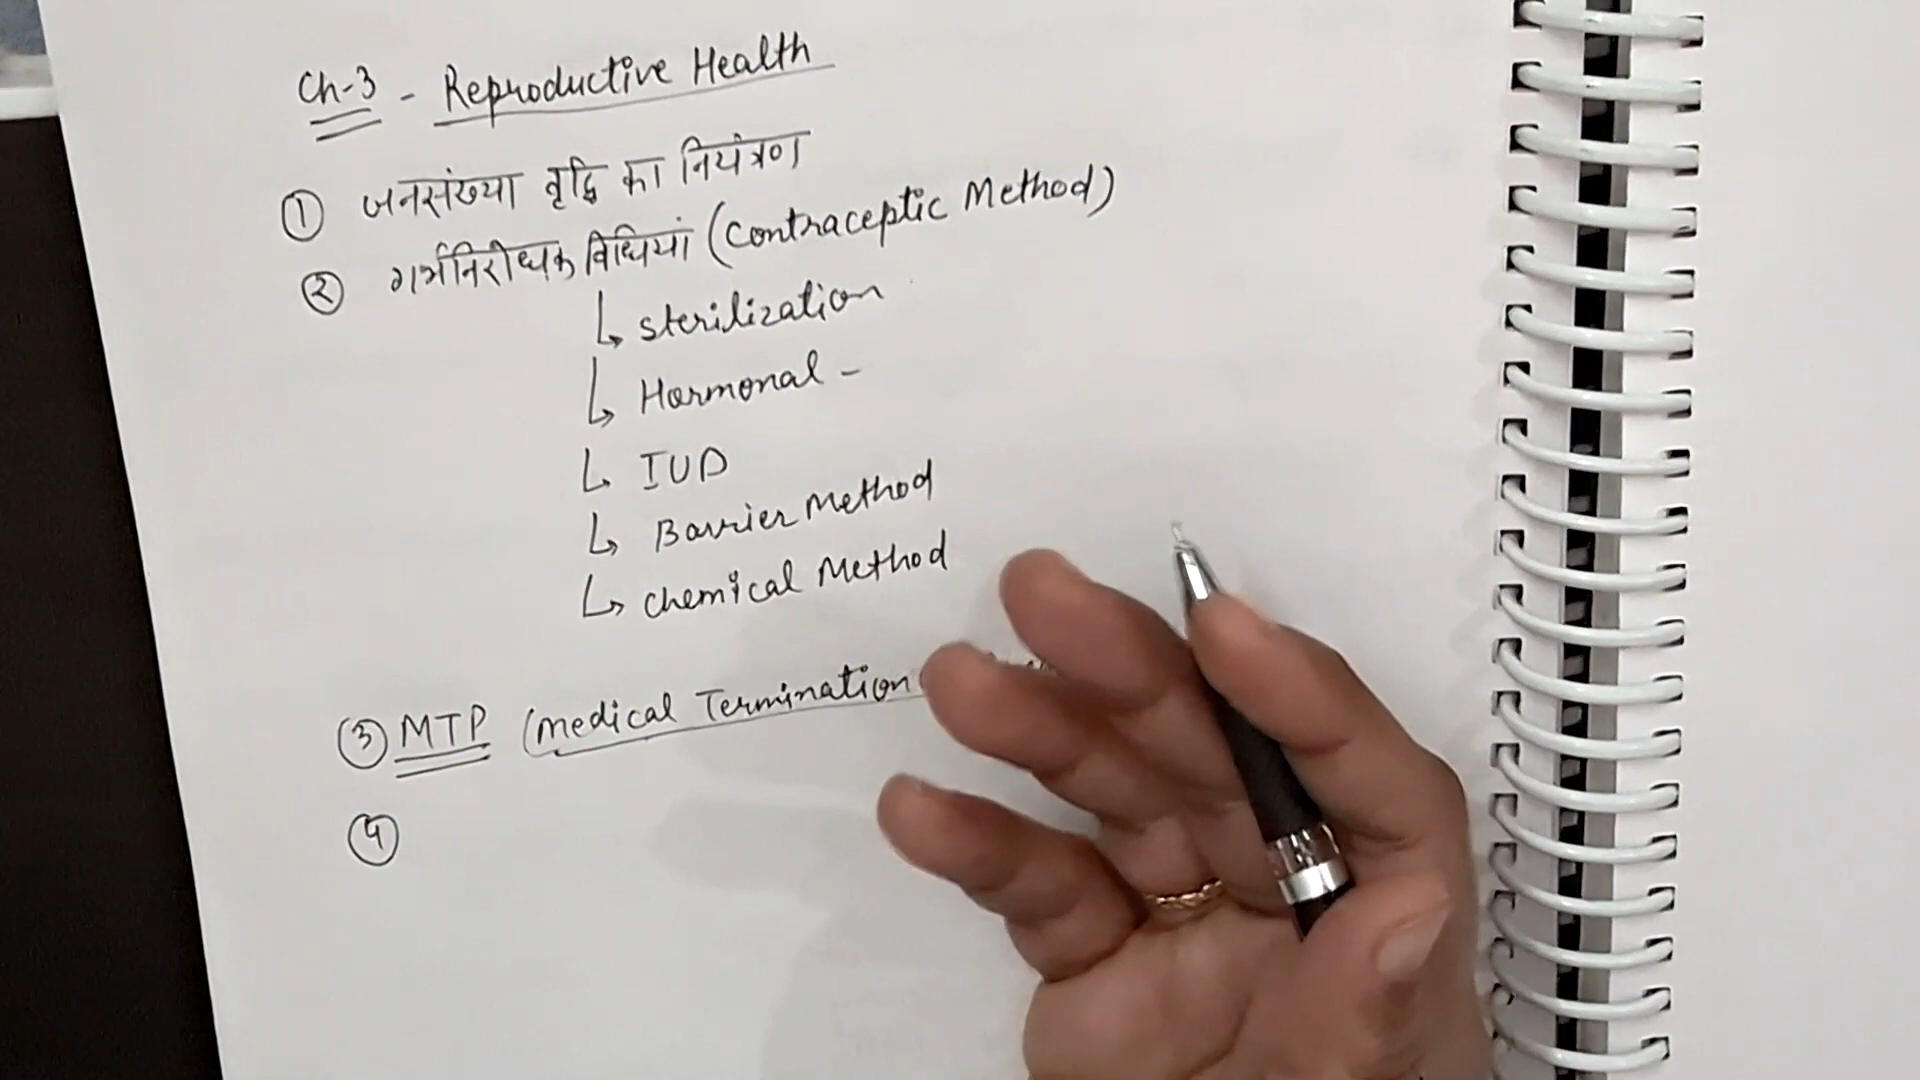 Ch-3 - Reproductive Health
① जनसंख्या वृद्धि का नियंत्रण
② गर्भनिरोधक विधियां (Contraceptic Method)
↳ sterilization
↳ Hormonal -
↳ IUD
↳ Barrier Method
↳ chemical Method
③ MTP (medical Termination
④